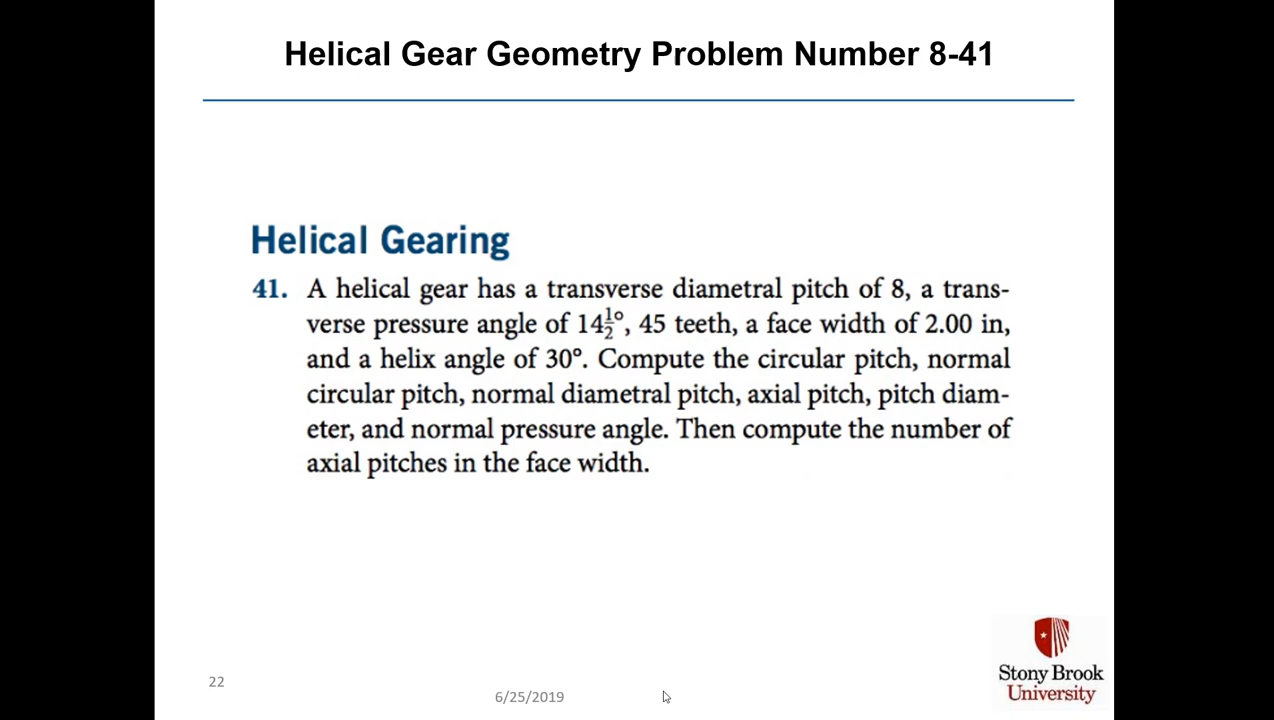 Helical Gear Geometry Problem Number 8-41
Helical Gearing
41. A helical gear has a transverse diametral pitch of 8, a trans-
verse pressure angle of 14½°, 45 teeth, a face width of 2.00 in,
and a helix angle of 30°. Compute the circular pitch, normal
circular pitch, normal diametral pitch, axial pitch, pitch diam-
eter, and normal pressure angle. Then compute the number of
axial pitches in the face width.
22
6/25/2019
Stony Brook
University